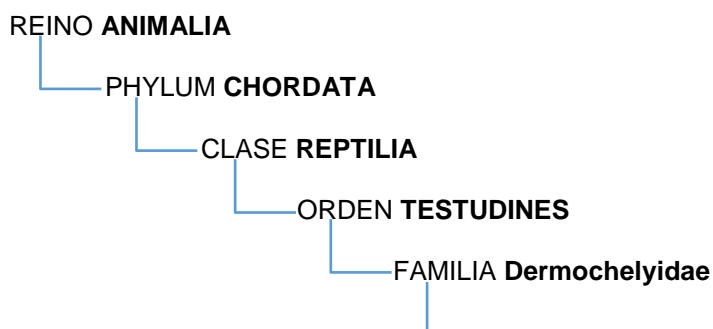 REINO ANIMALIA
PHYLUM CHORDATA
CLASE REPTILIA
ORDEN TESTUDINES
FAMILIA Dermochelyidae